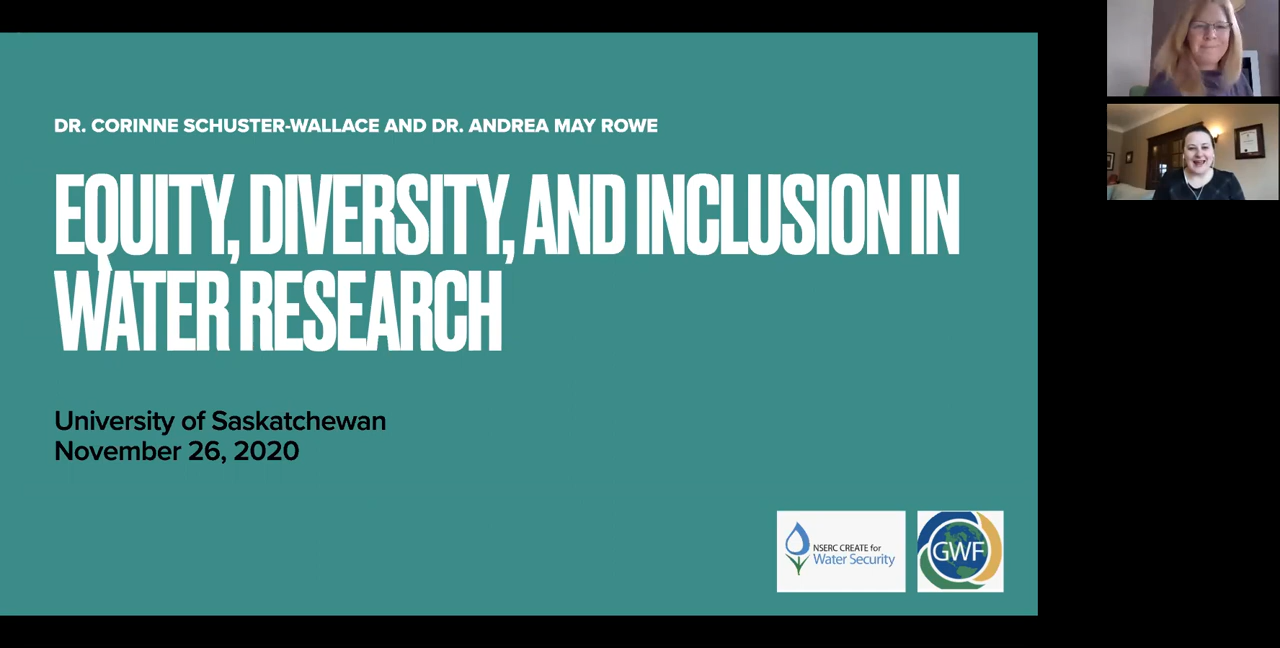 DR. CORINNE SCHUSTER-WALLACE AND DR. ANDREA MAY ROWE
EQUITY, DIVERSITY, AND INCLUSION IN
WATER RESEARCH
University of Saskatchewan
November 26, 2020
NSERC CREATE for
Water Security
GWF